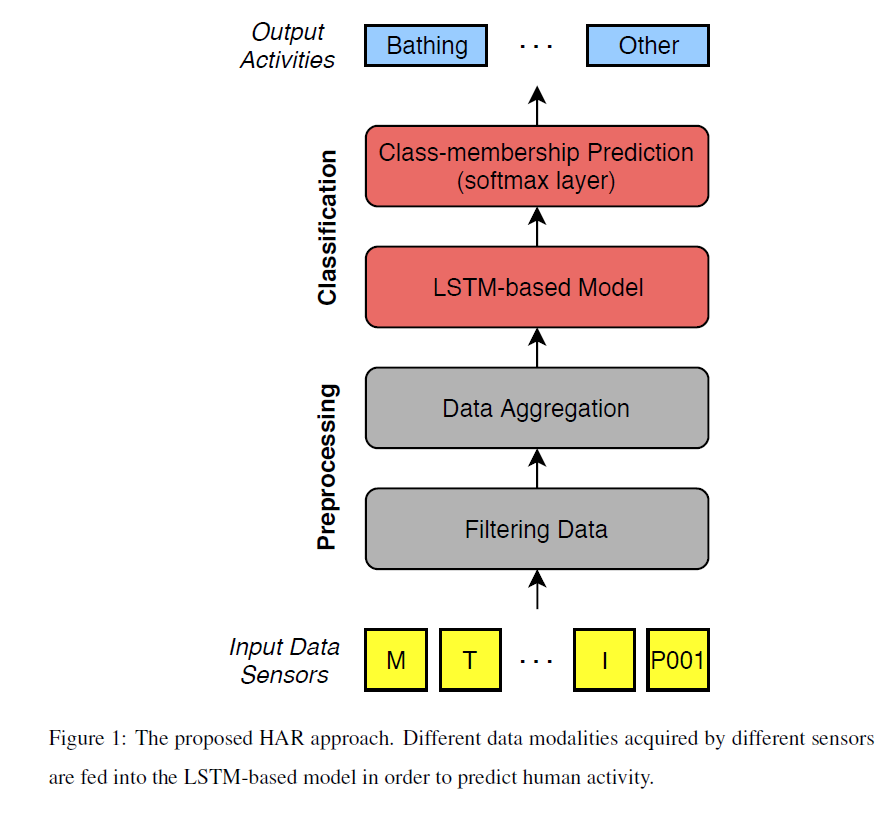 Output
Activities
Bathing
...
Other
Classification
Class-membership Prediction
(softmax layer)
LSTM-based Model
Preprocessing
Data Aggregation
Filtering Data
Input Data
Sensors
M
T
...
I
P001
Figure 1: The proposed HAR approach. Different data modalities acquired by different sensors
are fed into the LSTM-based model in order to predict human activity.